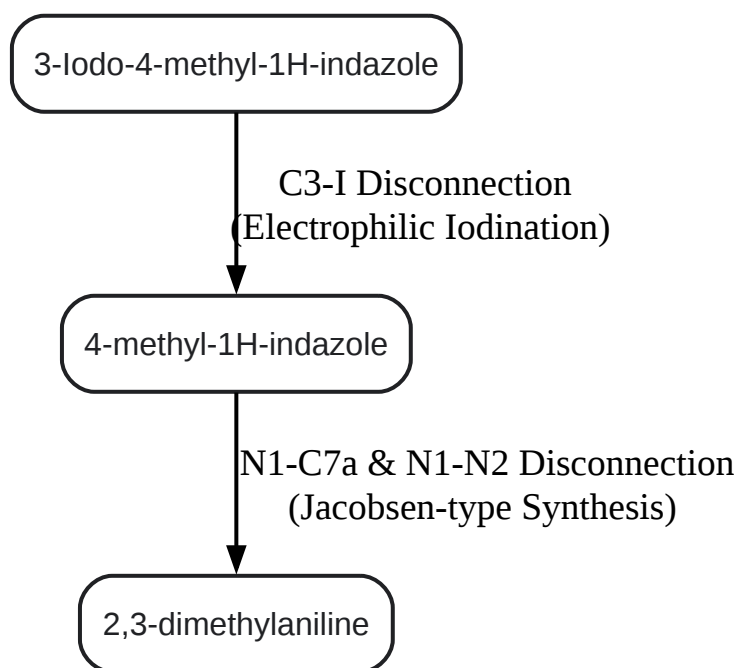 3-Iodo-4-methyl-1H-indazole
C3-I Disconnection
(Electrophilic Iodination)
4-methyl-1H-indazole
N1-C7a & N1-N2 Disconnection
(Jacobsen-type Synthesis)
2,3-dimethylaniline